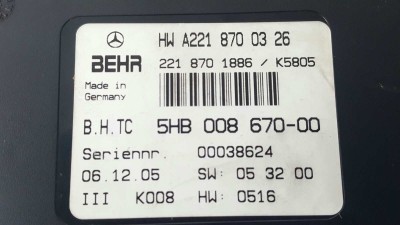 HW A221 870 03 26
BEHR 221 870 1886 / K5805
Made in
Germany
B.H.TC 5HB 008 670-00
Seriennr. 00038624
06.12.05 SW: 05 32 00
III K008 HW: 0516